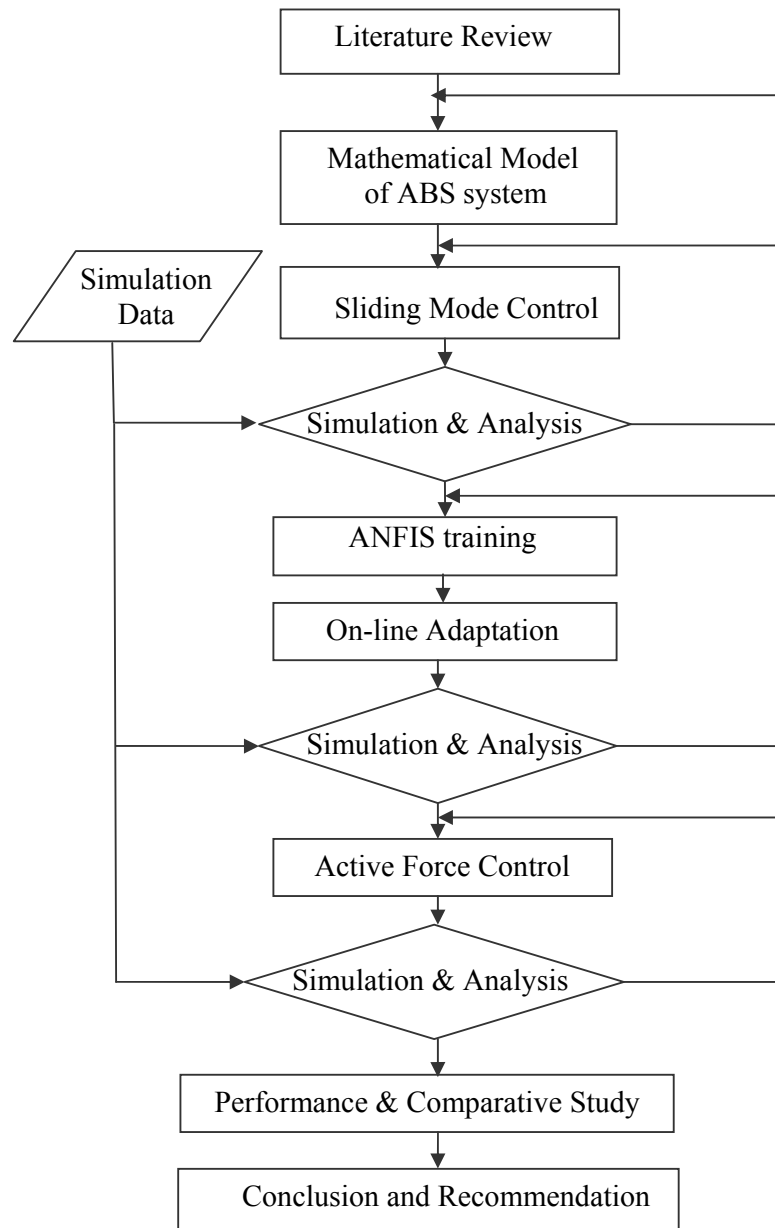 Literature Review
Mathematical Model
of ABS system
Simulation
Data
Sliding Mode Control
Simulation & Analysis
ANFIS training
On-line Adaptation
Simulation & Analysis
Active Force Control
Simulation & Analysis
Performance & Comparative Study
Conclusion and Recommendation